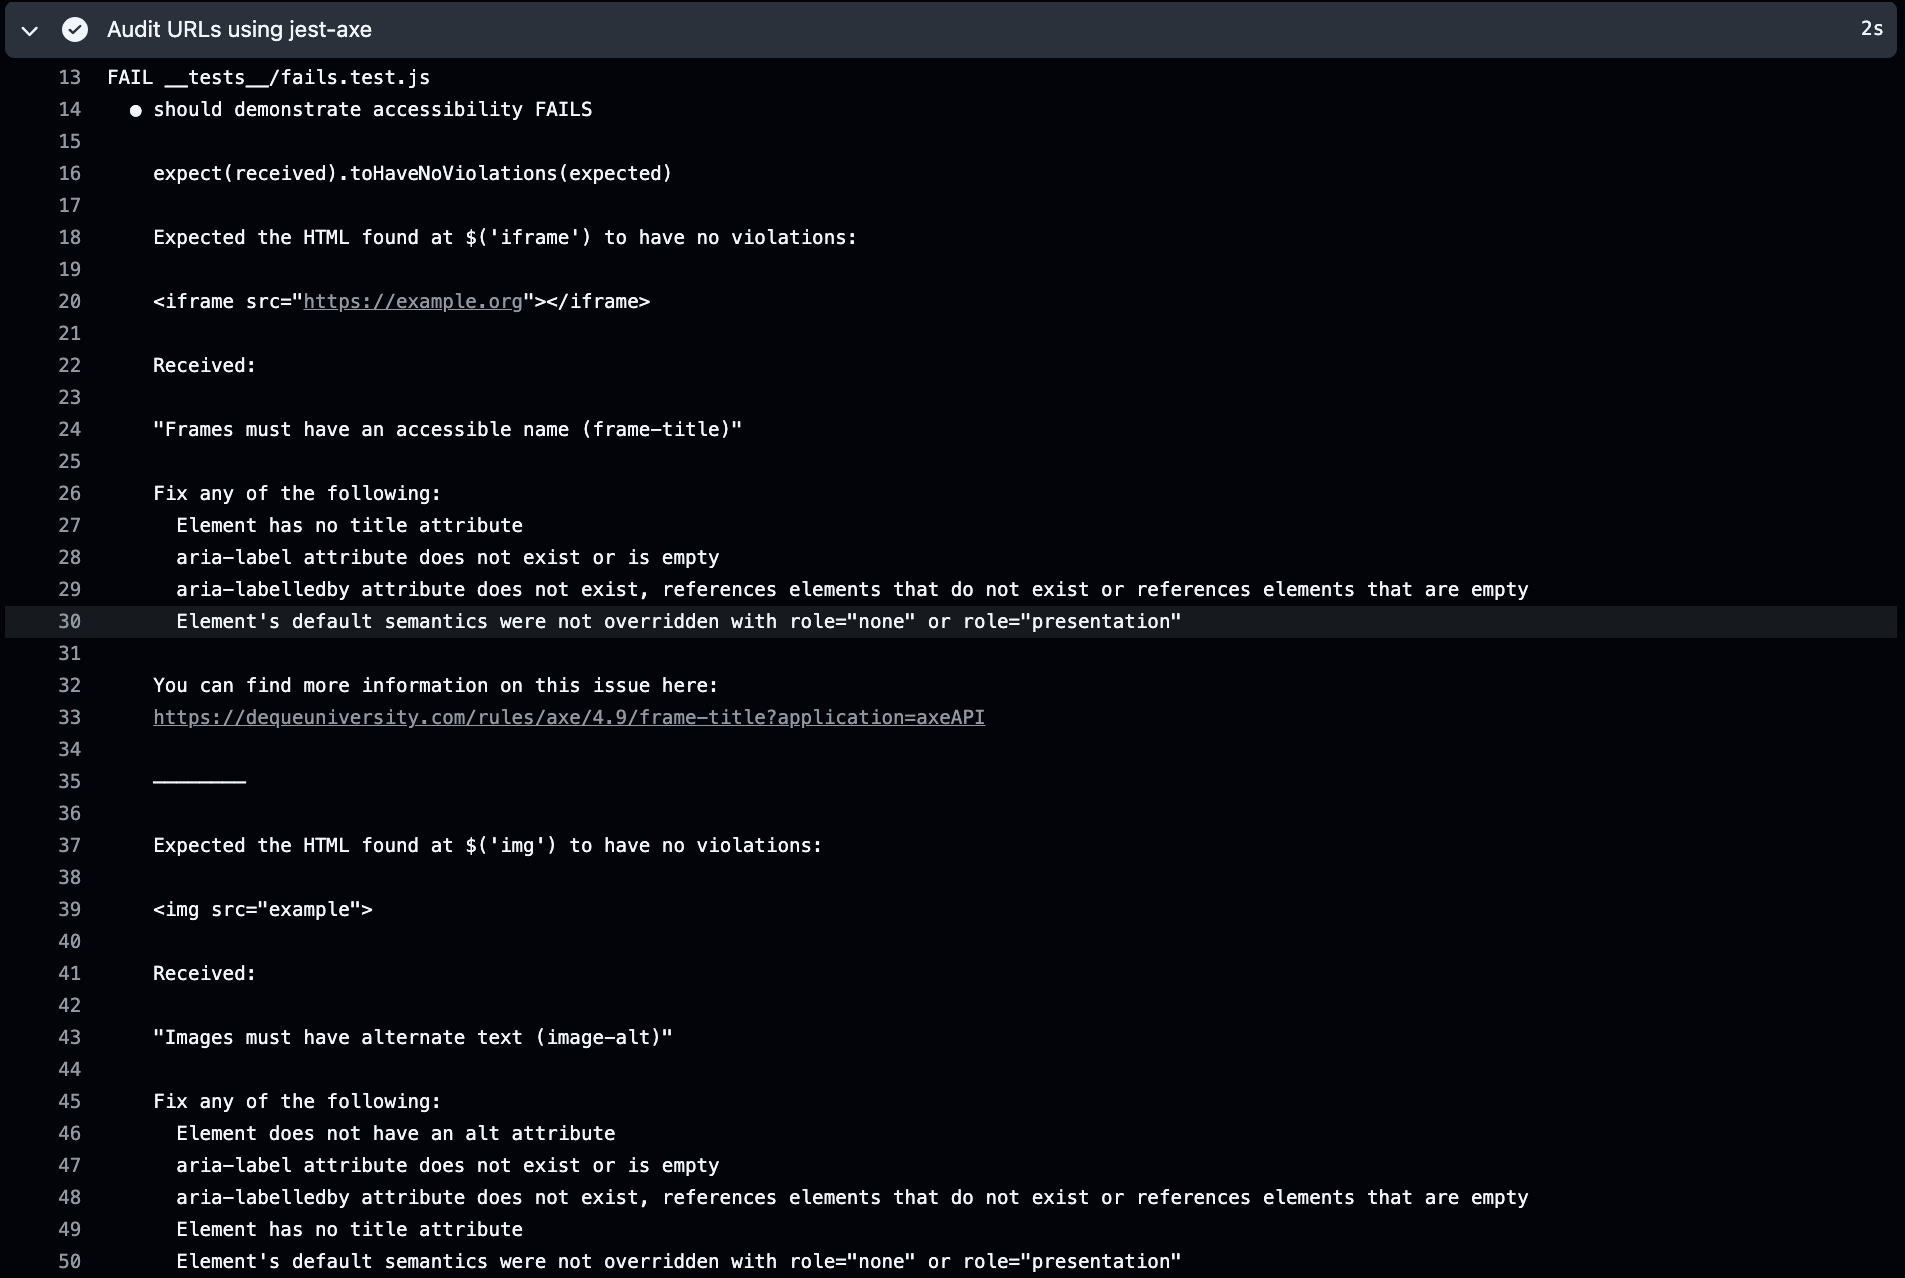 Audit URLs using jest-axe 2s
13 FAIL __tests__/fails.test.js
14 ● should demonstrate accessibility FAILS
15
16 expect(received).toHaveNoViolations(expected)
17
18 Expected the HTML found at $('iframe') to have no violations:
19
20 <iframe src="https://example.org"></iframe>
21
22 Received:
23
24 "Frames must have an accessible name (frame-title)"
25
26 Fix any of the following:
27 Element has no title attribute
28 aria-label attribute does not exist or is empty
29 aria-labelledby attribute does not exist, references elements that do not exist or references elements that are empty
30 Element's default semantics were not overridden with role="none" or role="presentation"
31
32 You can find more information on this issue here:
33 https://dequeuniversity.com/rules/axe/4.9/frame-title?application=axeAPI
34
35 ────────
36
37 Expected the HTML found at $('img') to have no violations:
38
39 <img src="example">
40
41 Received:
42
43 "Images must have alternate text (image-alt)"
44
45 Fix any of the following:
46 Element does not have an alt attribute
47 aria-label attribute does not exist or is empty
48 aria-labelledby attribute does not exist, references elements that do not exist or references elements that are empty
49 Element has no title attribute
50 Element's default semantics were not overridden with role="none" or role="presentation"